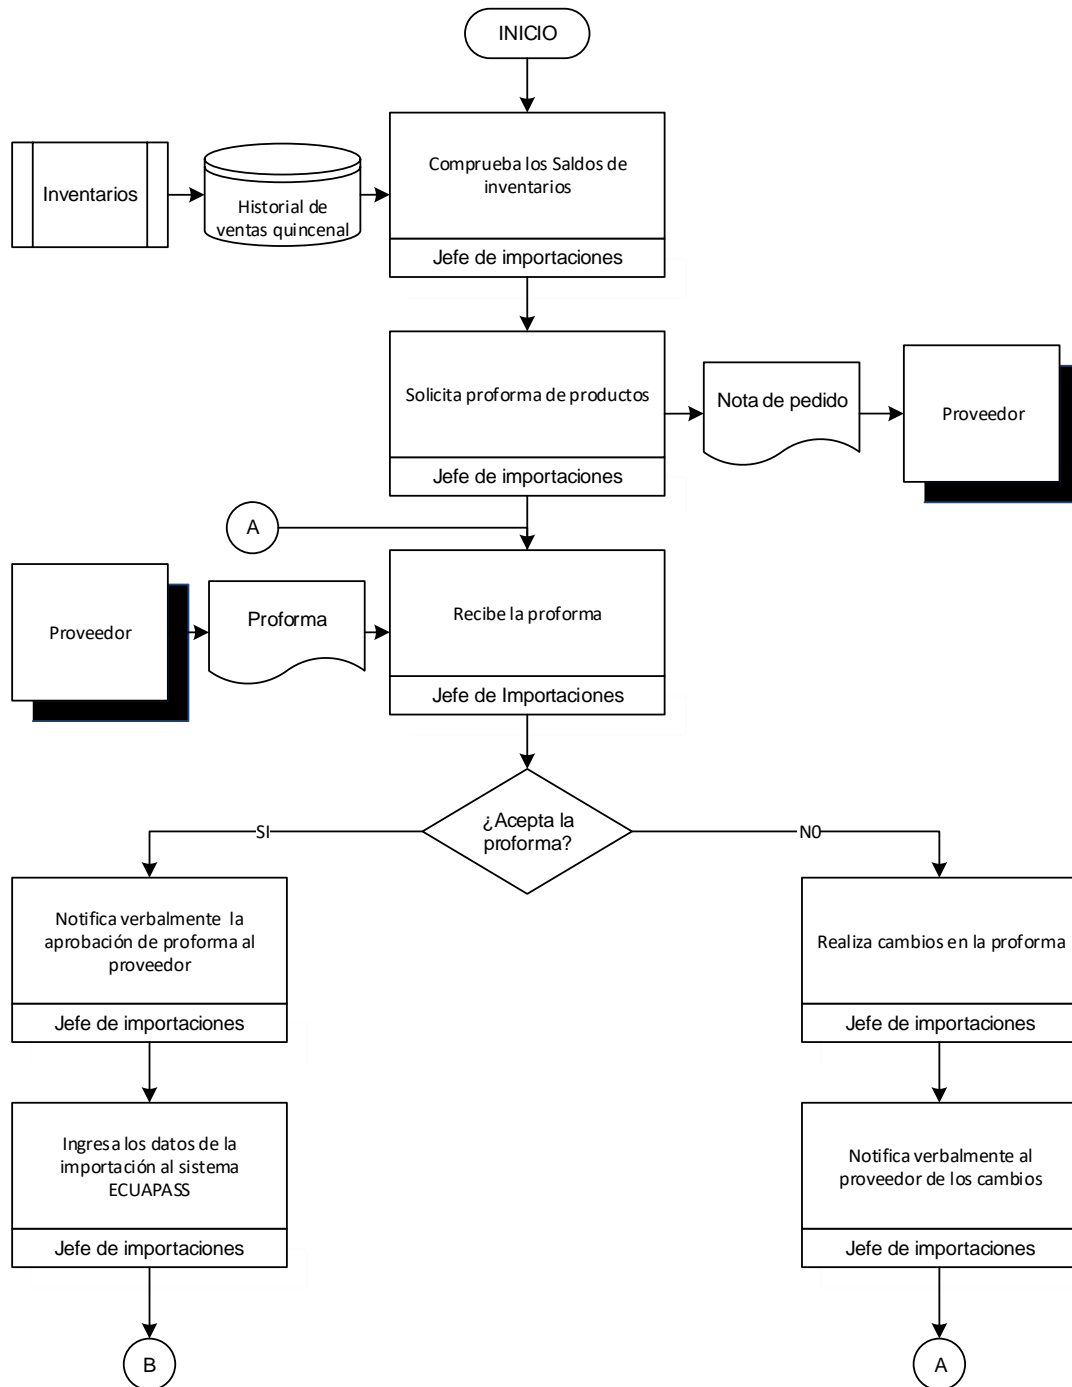 INICIO
Comprueba los Saldos de
inventarios
Jefe de importaciones
Inventarios
Historial de
ventas quincenal
Solicita proforma de productos
Jefe de importaciones
Nota de pedido
Proveedor
A
Proveedor
Proforma
Recibe la proforma
Jefe de Importaciones
¿Acepta la
proforma?
SI
N0
Notifica verbalmente la
aprobación de proforma al
proveedor
Jefe de importaciones
Realiza cambios en la proforma
Jefe de importaciones
Ingresa los datos de la
importación al sistema
ECUAPASS
Jefe de importaciones
Notifica verbalmente al
proveedor de los cambios
Jefe de importaciones
B
A